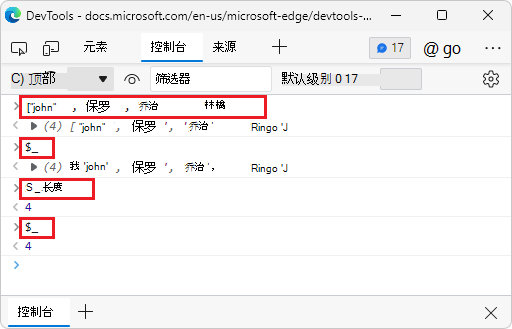 DevTools - docs.microsoft.com/en-us/microsoft-edge/devtools-...
元素 控制台 来源 17 @ go
C) 顶部 筛选器 默认级别 0 17
["john" , 保罗 , 乔治 林檎
(4) [ "john" , 保罗 ', ' 乔治 ' Ringo 'J
$_
(4) 我 'john' , 保罗 ', 乔治 ', Ringo 'J
S _.长度
4
$_
4
控制台